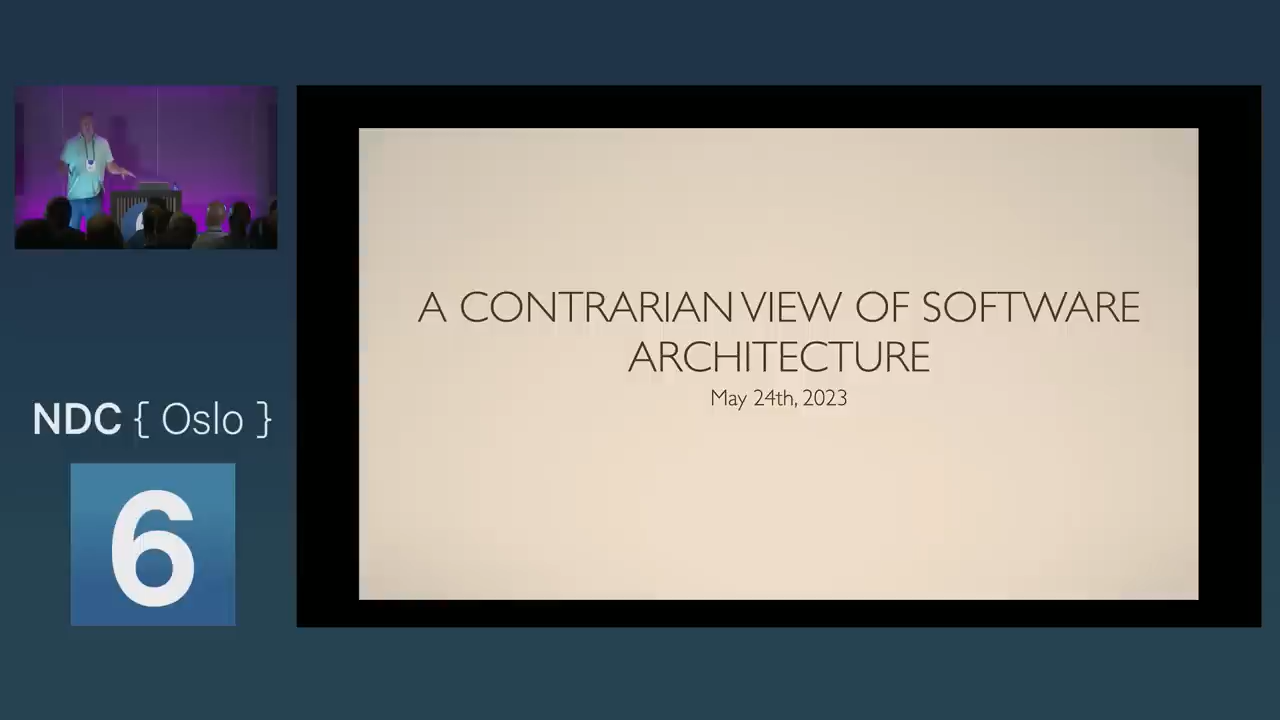 NDC { Oslo }
6
A CONTRARIAN VIEW OF SOFTWARE
ARCHITECTURE
May 24th, 2023